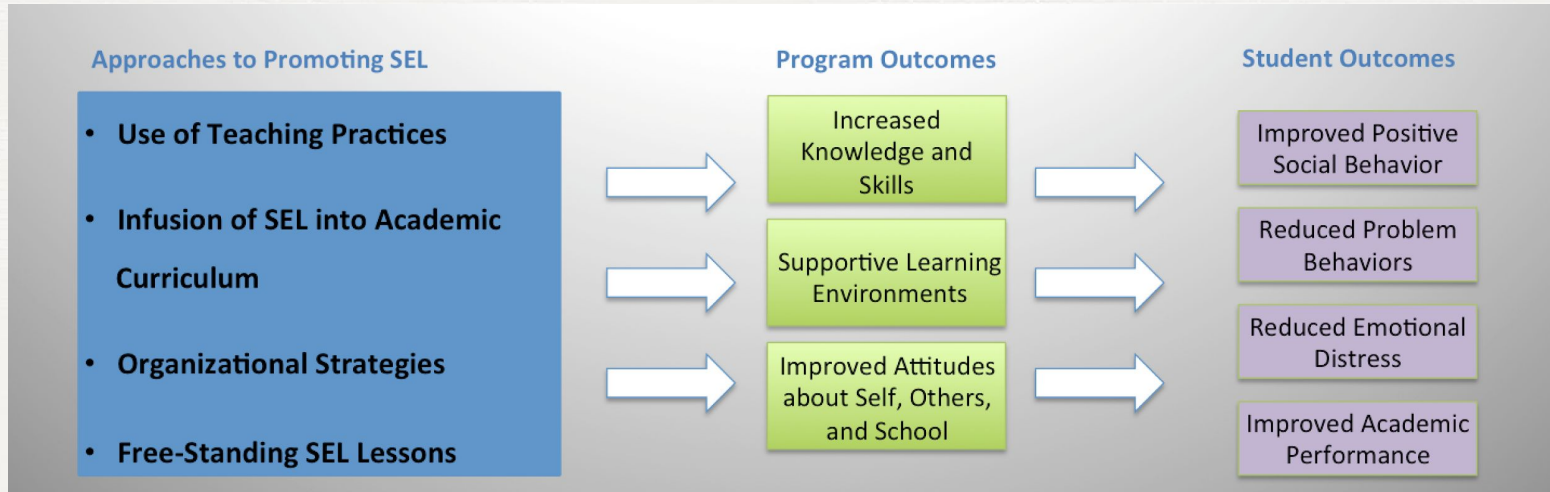 Approaches to Promoting SEL
• Use of Teaching Practices
• Infusion of SEL into Academic
Curriculum
• Organizational Strategies
• Free-Standing SEL Lessons
Program Outcomes
Increased
Knowledge and
Skills
Supportive Learning
Environments
Improved Attitudes
about Self, Others,
and School
Student Outcomes
Improved Positive
Social Behavior
Reduced Problem
Behaviors
Reduced Emotional
Distress
Improved Academic
Performance